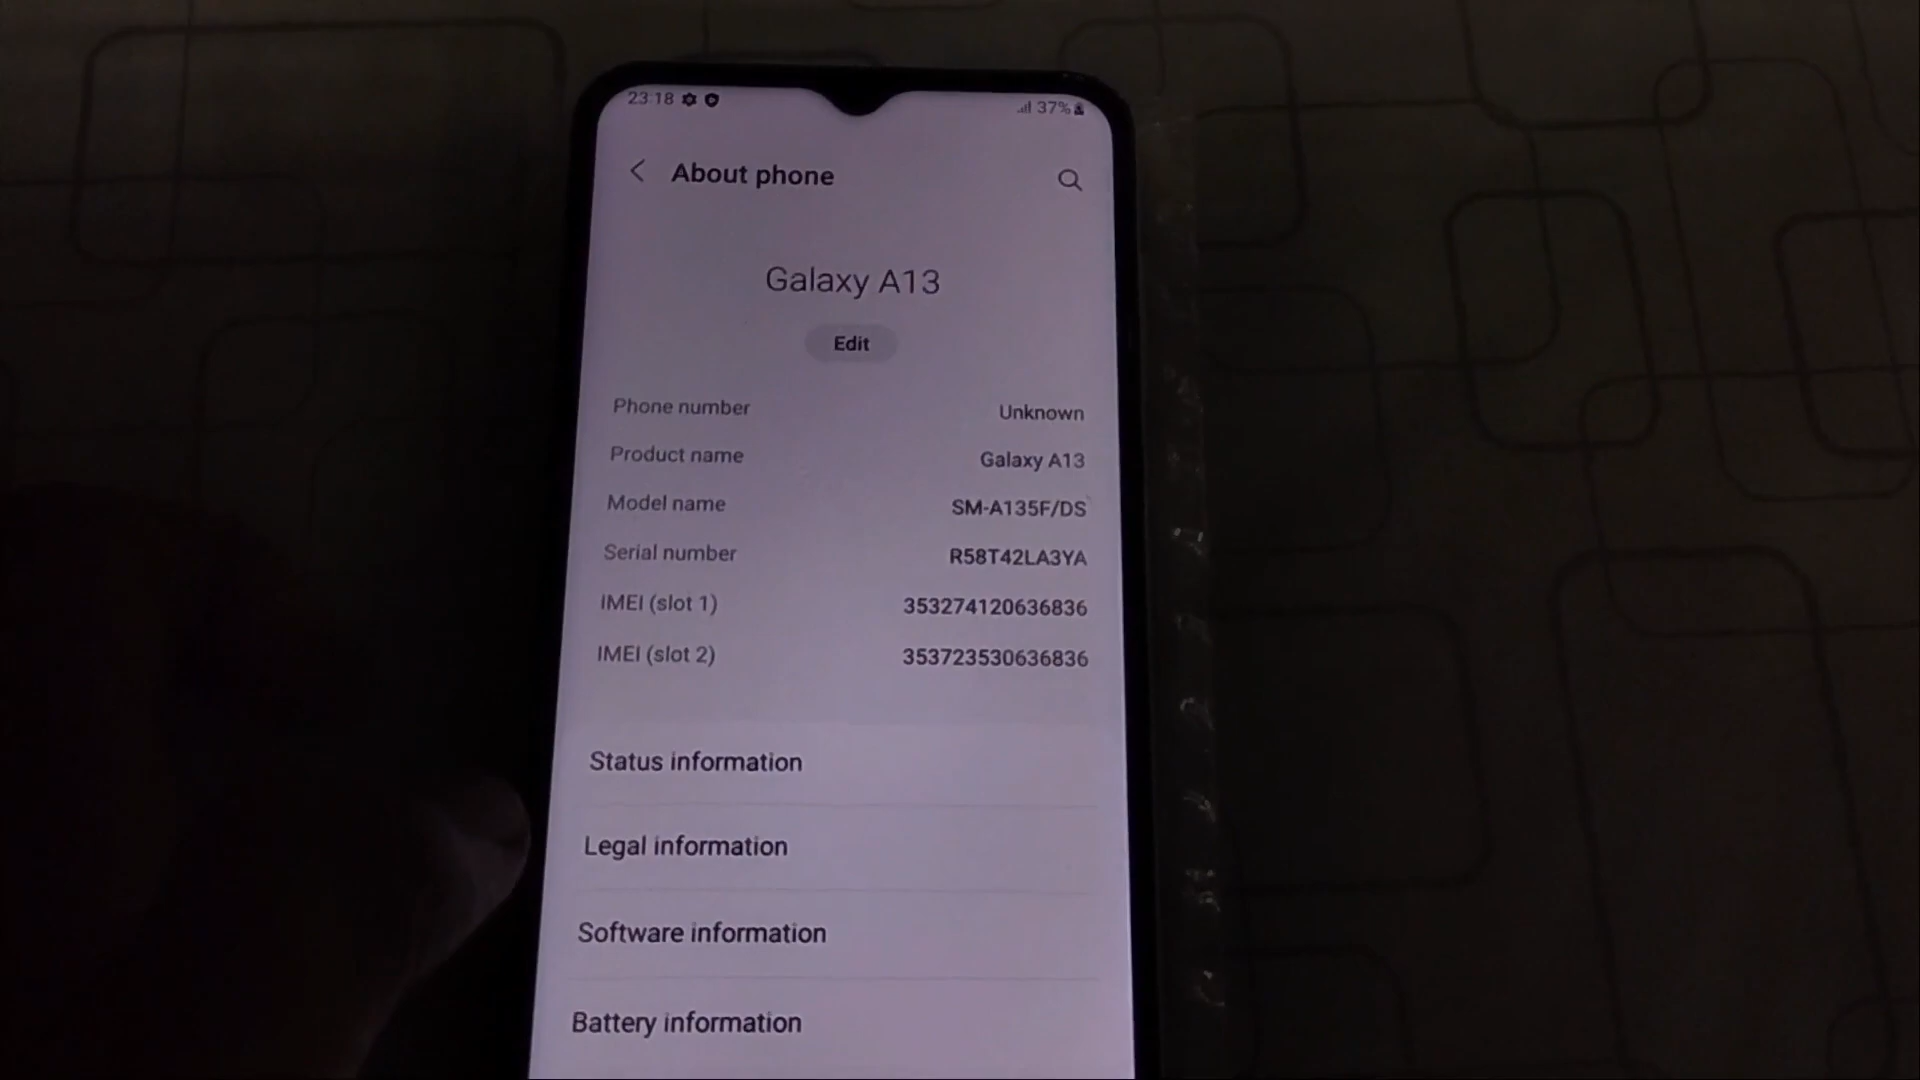 23:18 37%
About phone
Galaxy A13
Edit
Phone number Unknown
Product name Galaxy A13
Model name SM-A135F/DS
Serial number R58T42LA3YA
IMEI (slot 1) 353274120636836
IMEI (slot 2) 353723530636836
Status information
Legal information
Software information
Battery information